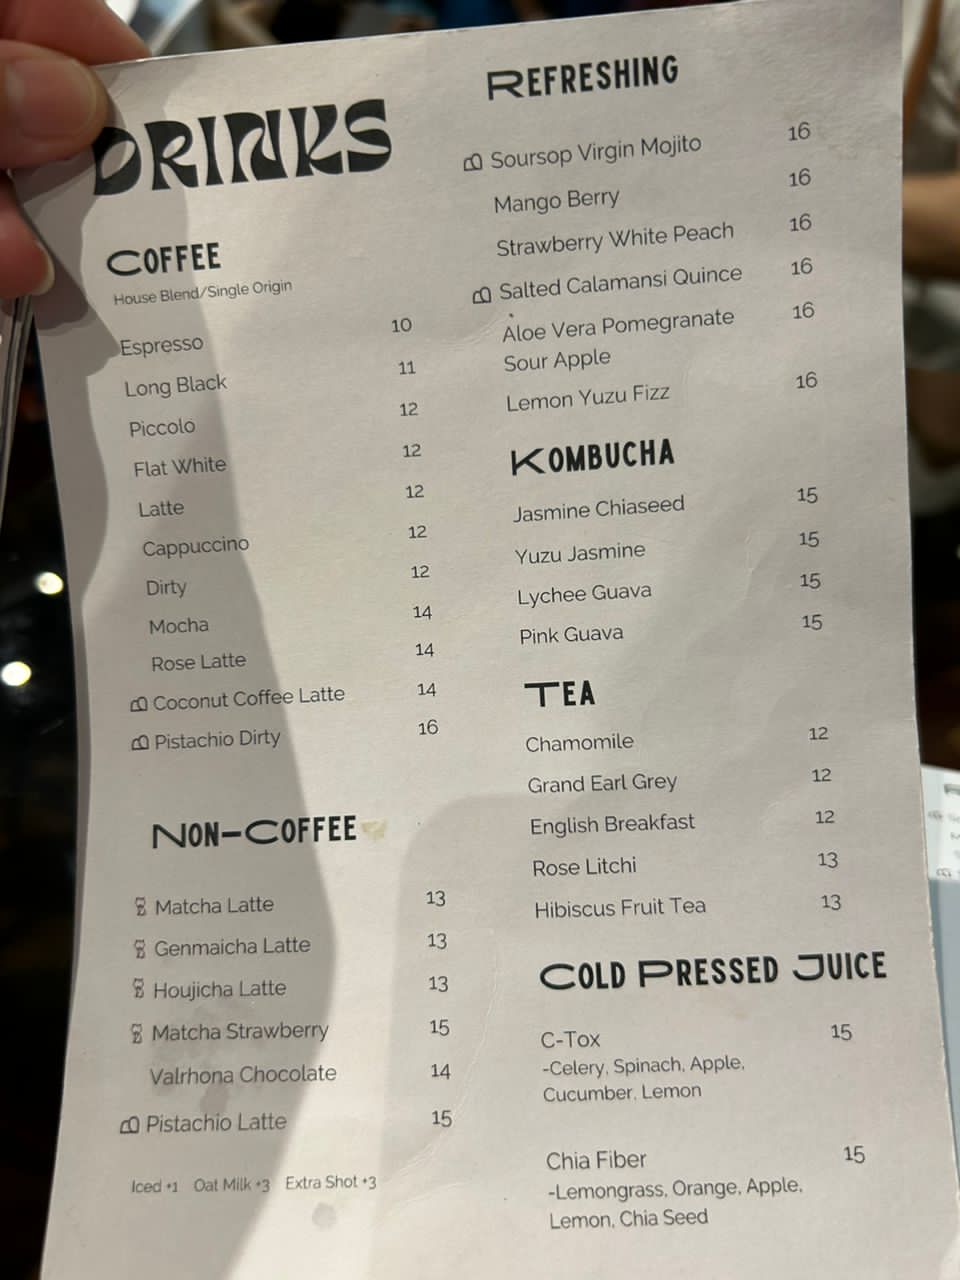 DRINKS
COFFEE
House Blend/Single Origin
Espresso 10
Long Black 11
Piccolo 12
Flat White 12
Latte 12
Cappuccino 12
Dirty 12
Mocha 14
Rose Latte 14
Coconut Coffee Latte 14
Pistachio Dirty 16
NON-COFFEE
Matcha Latte 13
Genmaicha Latte 13
Houjicha Latte 13
Matcha Strawberry 15
Valrhona Chocolate 14
Pistachio Latte 15
Iced +1 Oat Milk +3 Extra Shot +3
REFRESHING
Soursop Virgin Mojito 16
Mango Berry 16
Strawberry White Peach 16
Salted Calamansi Quince 16
Aloe Vera Pomegranate 16
Sour Apple
Lemon Yuzu Fizz 16
KOMBUCHA
Jasmine Chiaseed 15
Yuzu Jasmine 15
Lychee Guava 15
Pink Guava 15
TEA
Chamomile 12
Grand Earl Grey 12
English Breakfast 12
Rose Litchi 13
Hibiscus Fruit Tea 13
COLD PRESSED JUICE
C-Tox 15
-Celery, Spinach, Apple,
Cucumber, Lemon
Chia Fiber 15
-Lemongrass, Orange, Apple,
Lemon, Chia Seed